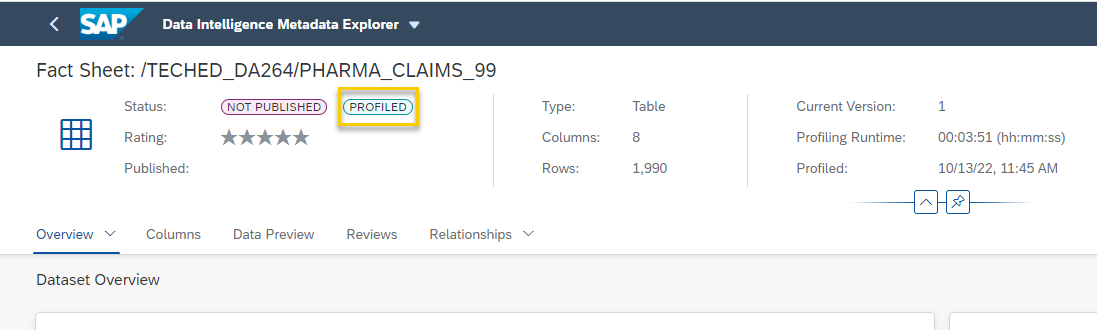 SAP Data Intelligence Metadata Explorer
Fact Sheet: /TECHED_DA264/PHARMA_CLAIMS_99
Status: NOT PUBLISHED PROFILED Type: Table Current Version: 1
Rating: Columns: 8 Profiling Runtime: 00:03:51 (hh:mm:ss)
Published: Rows: 1,990 Profiled: 10/13/22, 11:45 AM
Overview Columns Data Preview Reviews Relationships
Dataset Overview